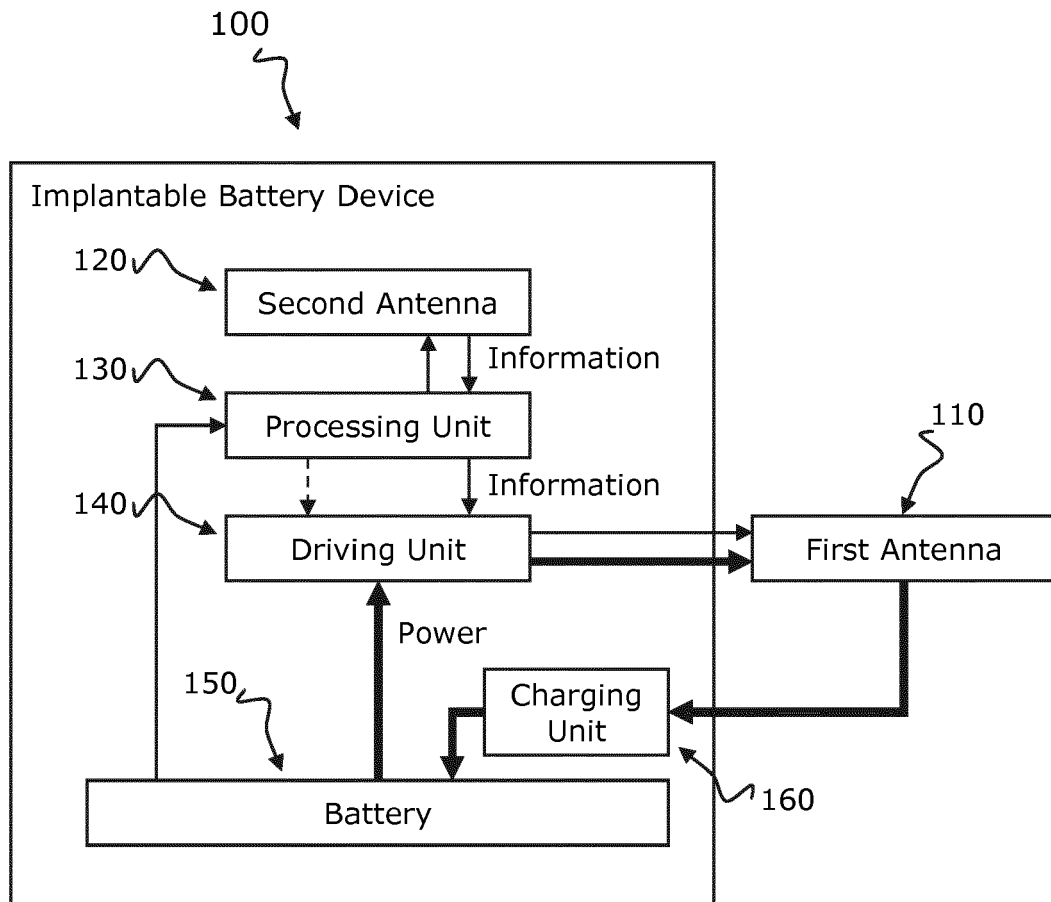 100
Implantable Battery Device
120
Second Antenna
Information
130
Processing Unit
110
Information
140
Driving Unit
First Antenna
Power
150
Charging
Unit
160
Battery